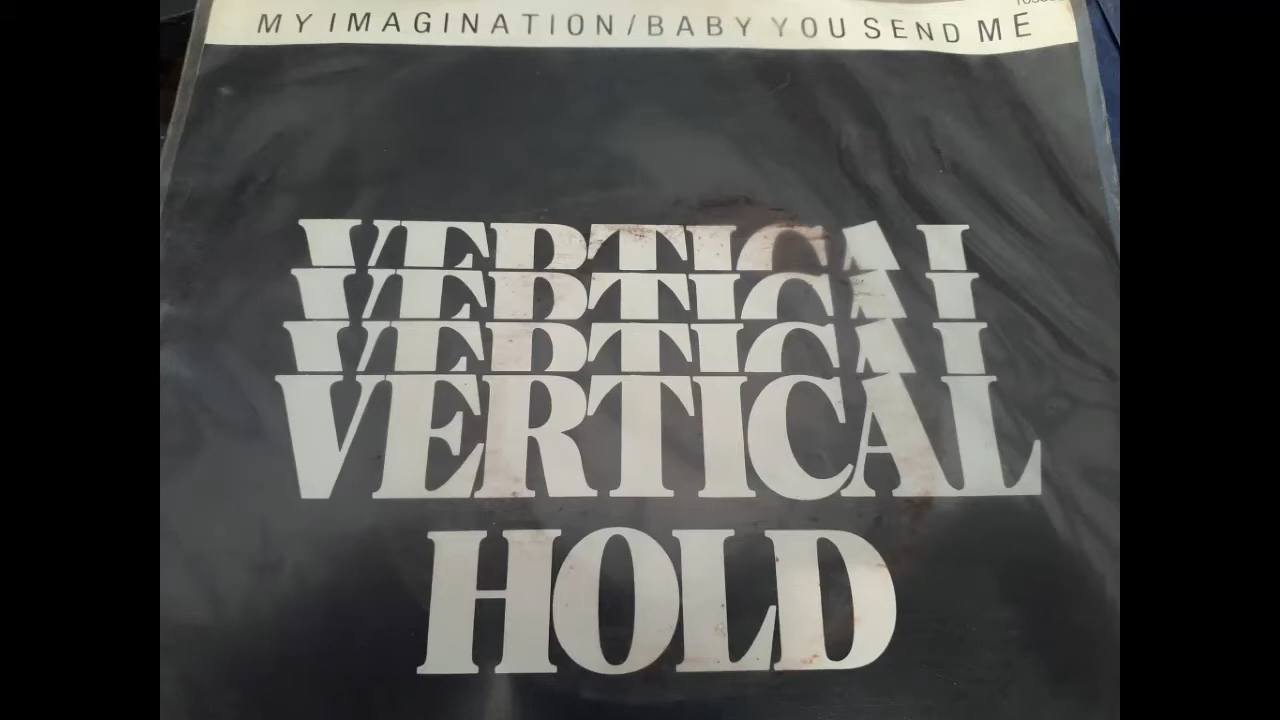 MY IMAGINATION/BABY YOU SEND ME
VERTICAL
VERTICAL
VERTICAL
VERTICAL
HOLD